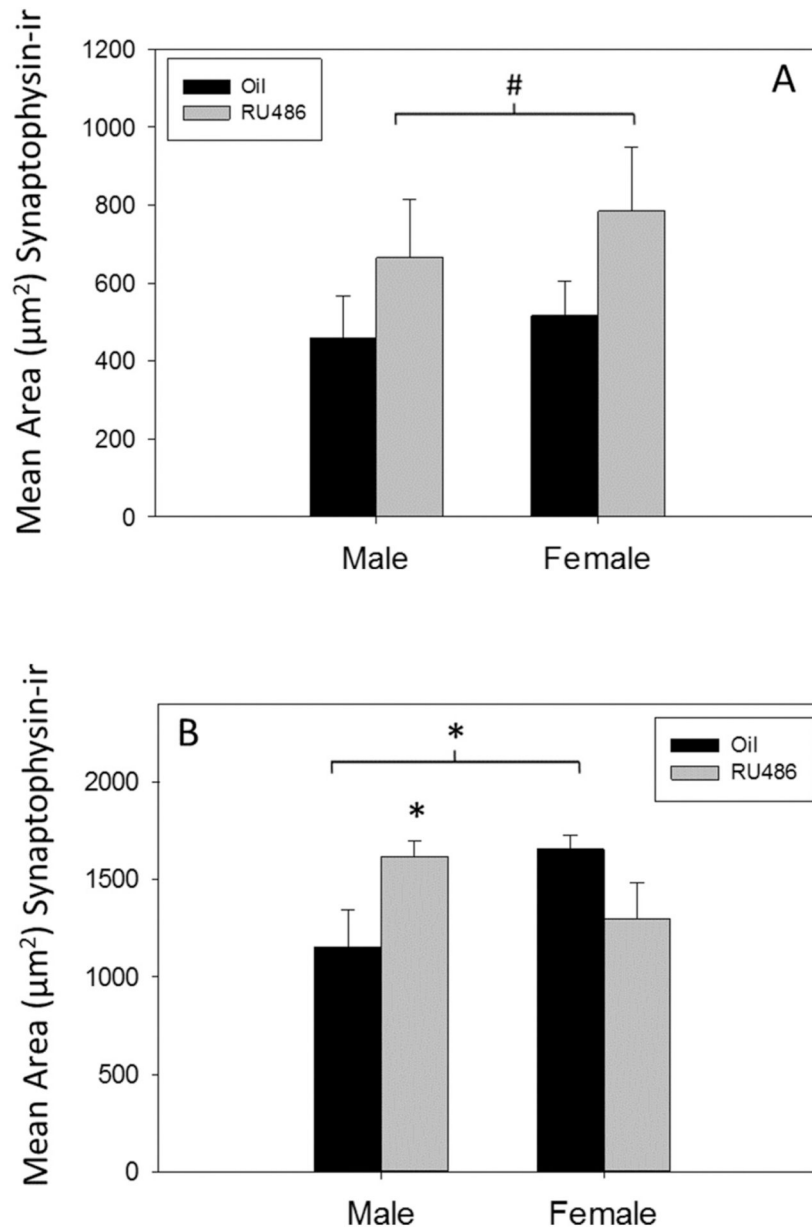 Mean Area (µm²) Synaptophysin-ir
1200
1000
800
600
400
200
0
Oil
RU486
A
#
Male Female
Mean Area (µm²) Synaptophysin-ir
2000
1500
1000
500
0
B
Oil
RU486
*
*
Male Female